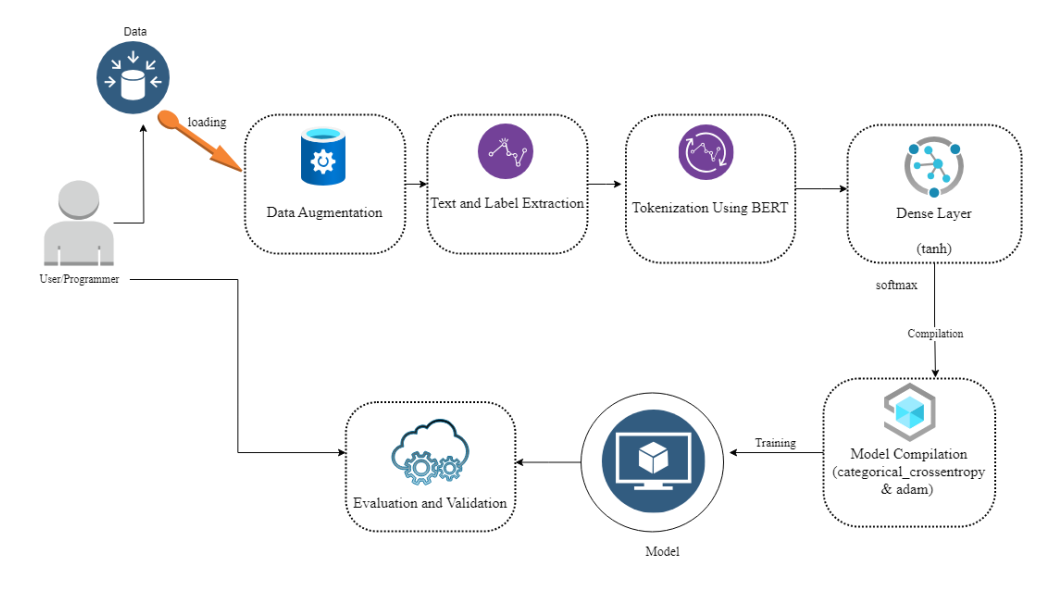 Data
loading
Data Augmentation
Text and Label Extraction
Tokenization Using BERT
Dense Layer
(tanh)
User/Programmer
softmax
Compilation
Model Compilation
(categorical_crossentropy
& adam)
Training
Model
Evaluation and Validation